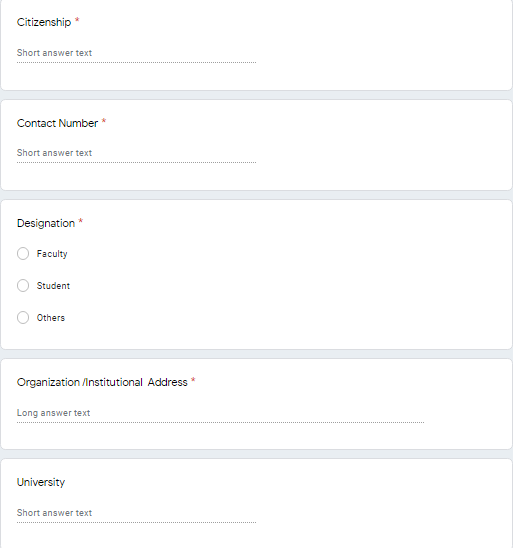 Citizenship *
Short answer text
Contact Number *
Short answer text
Designation *
Faculty
Student
Others
Organization /Institutional Address *
Long answer text
University
Short answer text